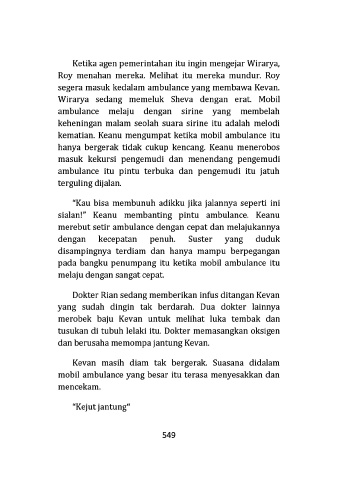 Ketika agen pemerintahan itu ingin mengejar Wirarya,
Roy menahan mereka. Melihat itu mereka mundur. Roy
segera masuk kedalam ambulance yang membawa Kevan.
Wirarya sedang memeluk Sheva dengan erat. Mobil
ambulance melaju dengan sirine yang membelah
keheningan malam seolah suara sirine itu adalah melodi
kematian. Keanu mengumpat ketika mobil ambulance itu
hanya bergerak tidak cukup kencang. Keanu menerobos
masuk kekursi pengemudi dan menendang pengemudi
ambulance itu pintu terbuka dan pengemudi itu jatuh
terguling dijalan.
"Kau bisa membunuh adikku jika jalannya seperti ini
sialan!" Keanu membanting pintu ambulance. Keanu
merebut setir ambulance dengan cepat dan melajukannya
dengan kecepatan penuh. Suster yang duduk
disampingnya terdiam dan hanya mampu berpegangan
pada bangku penumpang itu ketika mobil ambulance itu
melaju dengan sangat cepat.
Dokter Rian sedang memberikan infus ditangan Kevan
yang sudah dingin tak berdarah. Dua dokter lainnya
merobek baju Kevan untuk melihat luka tembak dan
tusukan di tubuh lelaki itu. Dokter memasangkan oksigen
dan berusaha memompa jantung Kevan.
Kevan masih diam tak bergerak. Suasana didalam
mobil ambulance yang besar itu terasa menyesakkan dan
mencekam.
"Kejut jantung"
549